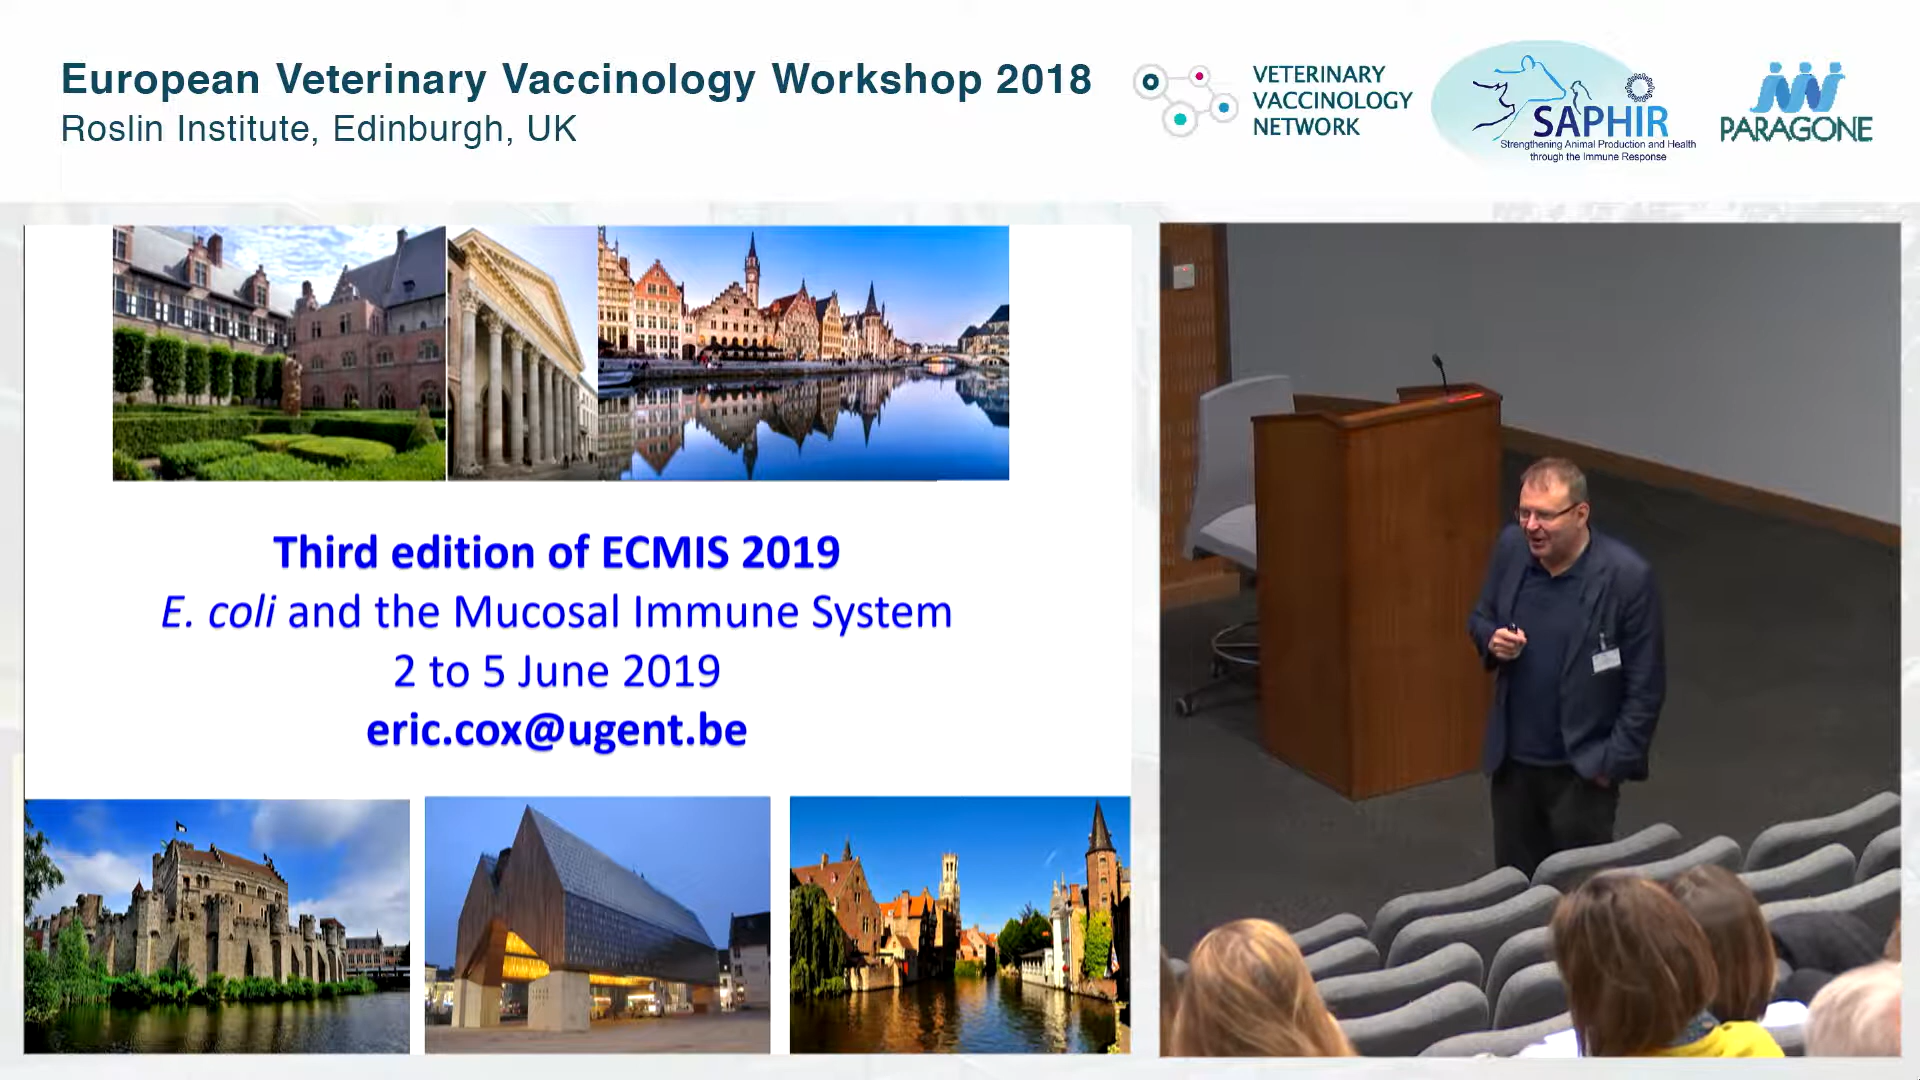 European Veterinary Vaccinology Workshop 2018
Roslin Institute, Edinburgh, UK
VETERINARY
VACCINOLOGY
NETWORK
SAPHIR
Strengthening Animal Production and Health
through the Immune Response
PARAGONE
Third edition of ECMIS 2019
E. coli and the Mucosal Immune System
2 to 5 June 2019
eric.cox@ugent.be